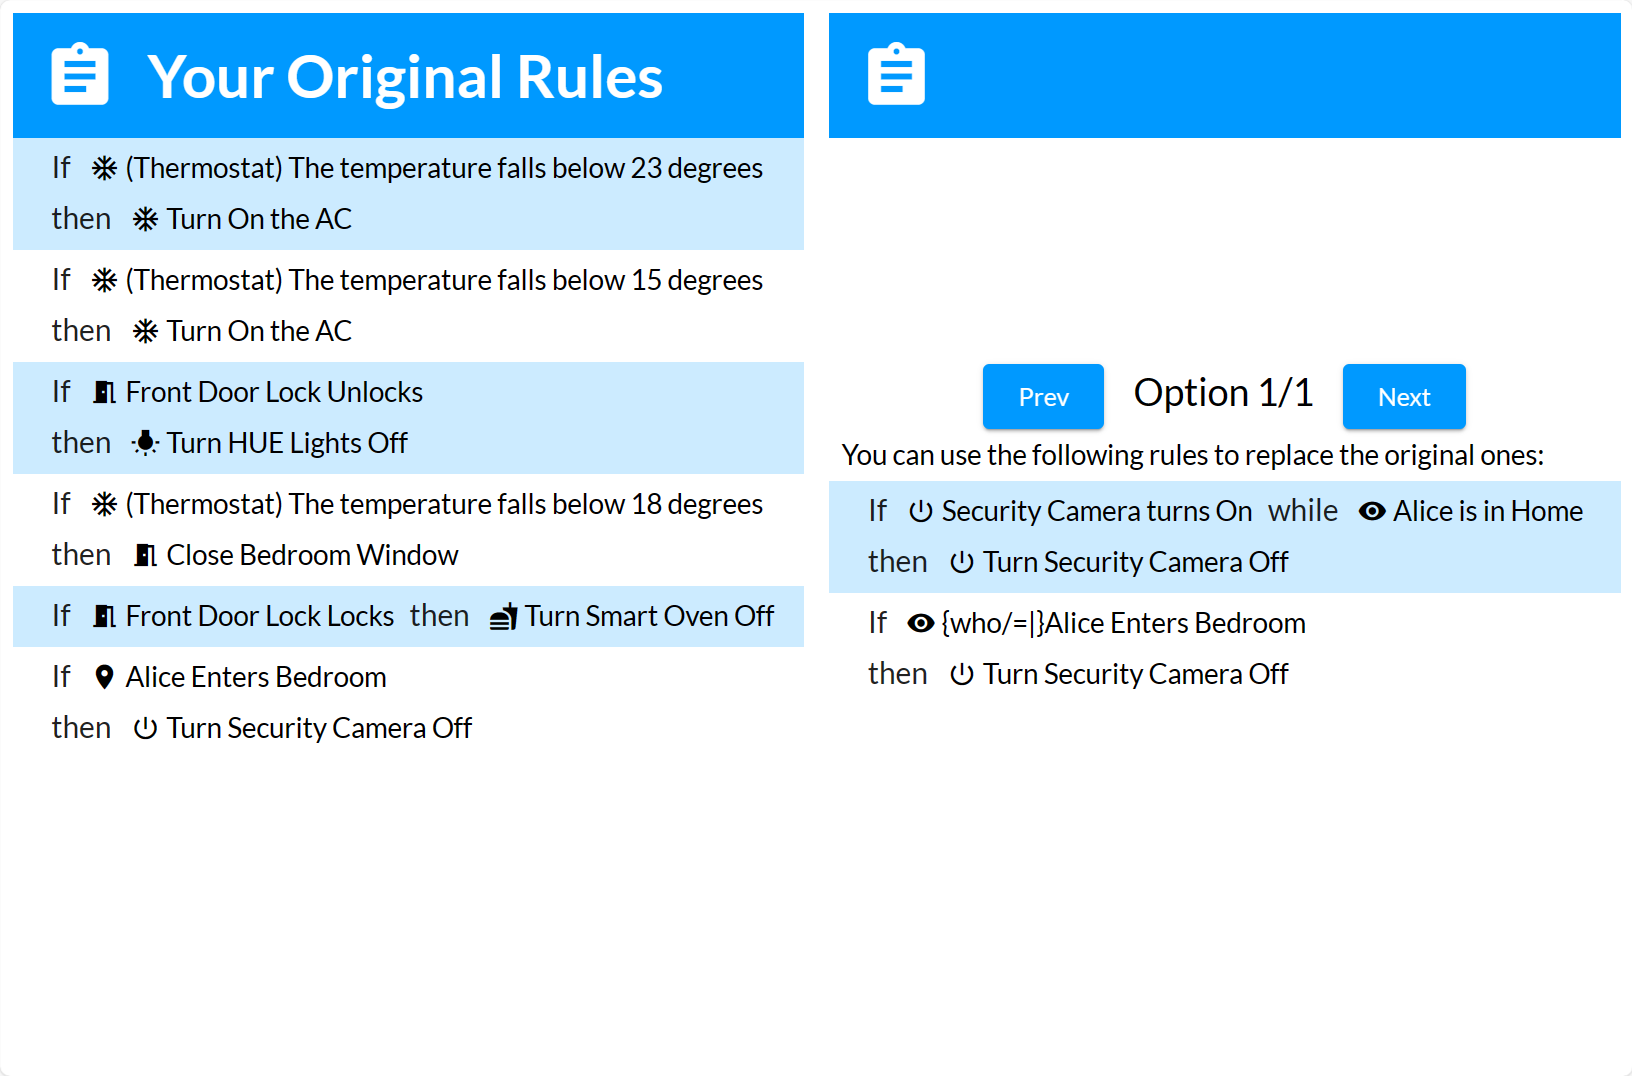 Your Original Rules
If (Thermostat) The temperature falls below 23 degrees
then Turn On the AC
If (Thermostat) The temperature falls below 15 degrees
then Turn On the AC
If Front Door Lock Unlocks
then Turn HUE Lights Off
If (Thermostat) The temperature falls below 18 degrees
then Close Bedroom Window
If Front Door Lock Locks then Turn Smart Oven Off
If Alice Enters Bedroom
then Turn Security Camera Off
Prev Option 1/1 Next
You can use the following rules to replace the original ones:
If Security Camera turns On while Alice is in Home
then Turn Security Camera Off
If {who/=|}Alice Enters Bedroom
then Turn Security Camera Off